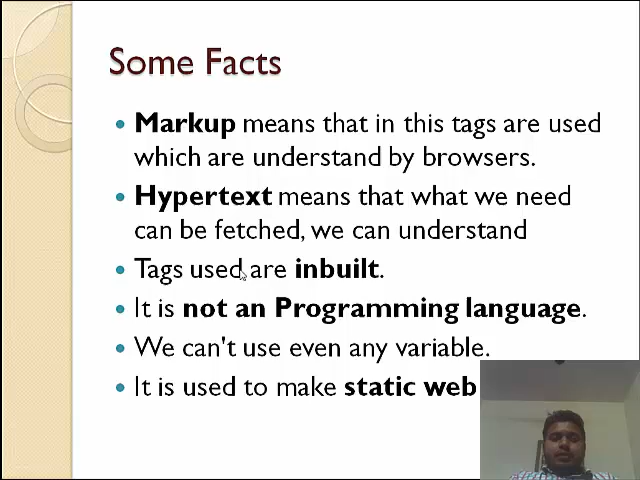 Some Facts
Markup means that in this tags are used
which are understand by browsers.
Hypertext means that what we need
can be fetched, we can understand
Tags used are inbuilt.
It is not an Programming language.
We can't use even any variable.
It is used to make static web